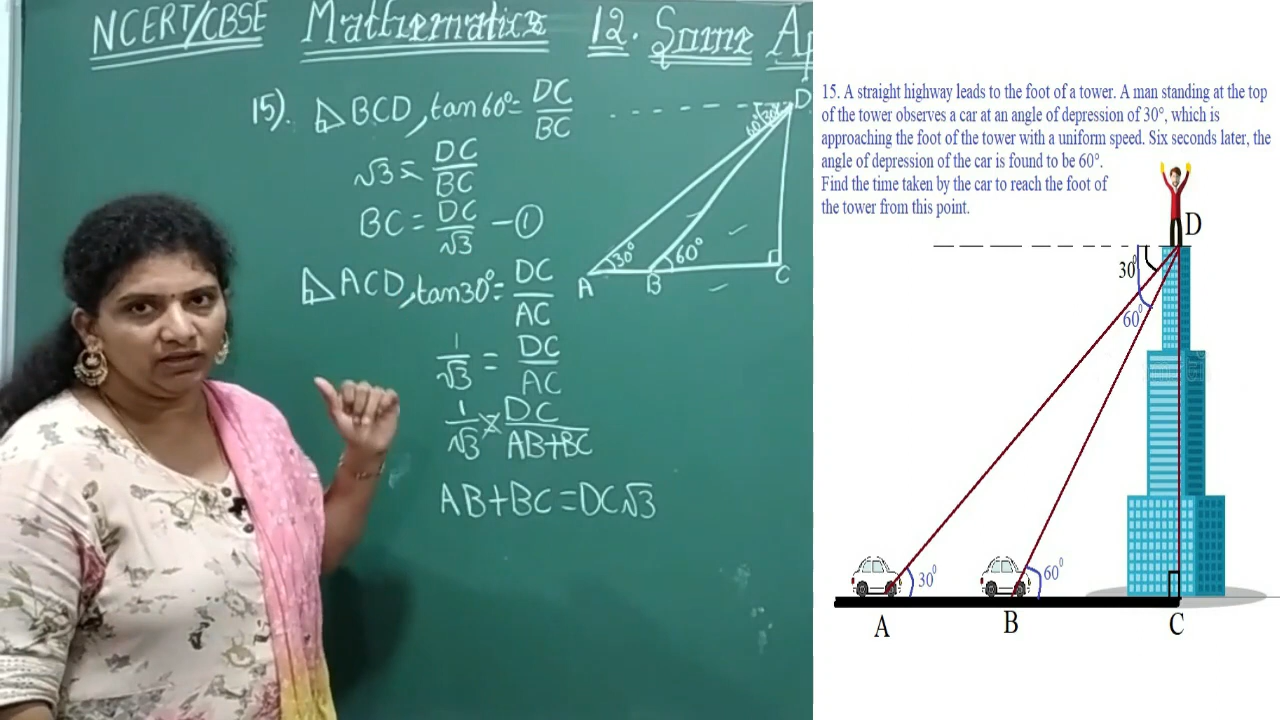 NCERT/CBSE Mathematics 12. Some Ap
15). △BCD, tan60° = DC/BC
√3 = DC/BC
BC = DC/√3 — ①
△ACD, tan30° = DC/AC
1/√3 = DC/AC
1/√3 = DC/AB+BC
AB+BC = DC√3
D
60° 30°
30° 60°
A B C
15. A straight highway leads to the foot of a tower. A man standing at the top
of the tower observes a car at an angle of depression of 30°, which is
approaching the foot of the tower with a uniform speed. Six seconds later, the
angle of depression of the car is found to be 60°.
Find the time taken by the car to reach the foot of
the tower from this point.
D
30°
60°
30° 60°
A B C